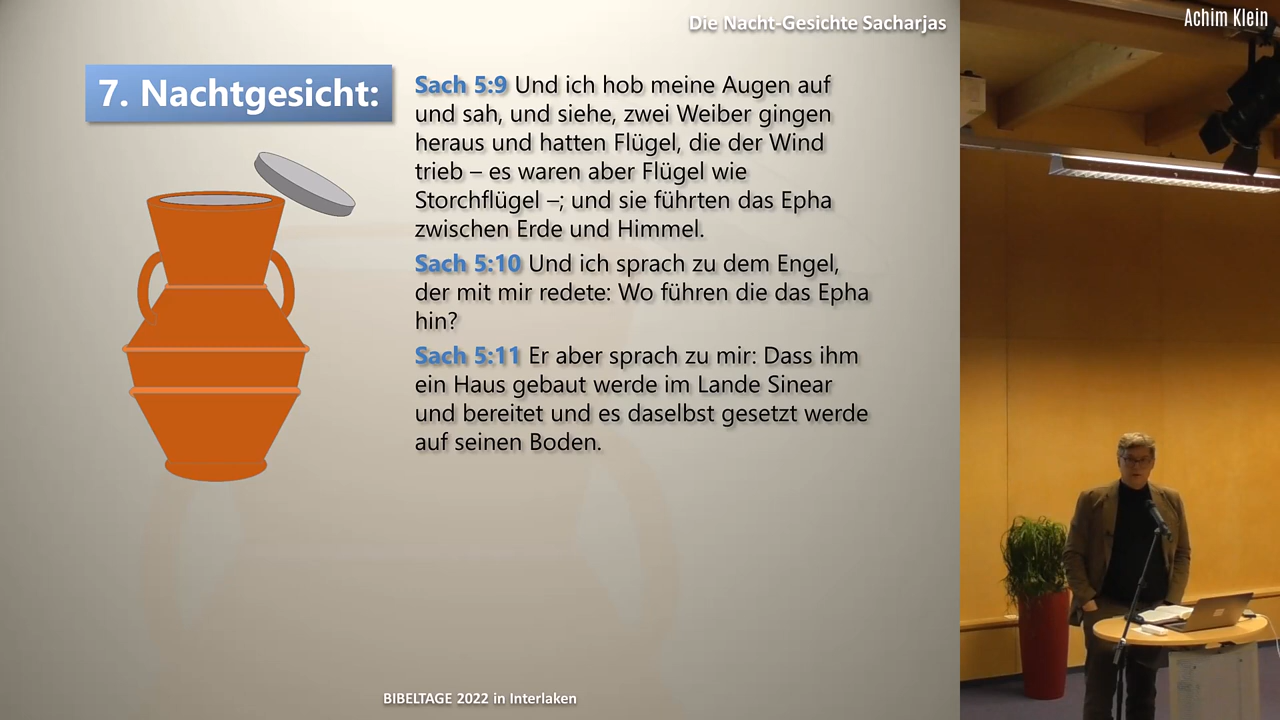 Die Nacht-Gesichte Sacharjas
Achim Klein
7. Nachtgesicht:
Sach 5:9 Und ich hob meine Augen auf
und sah, und siehe, zwei Weiber gingen
heraus und hatten Flügel, die der Wind
trieb – es waren aber Flügel wie
Storchflügel –; und sie führten das Epha
zwischen Erde und Himmel.
Sach 5:10 Und ich sprach zu dem Engel,
der mit mir redete: Wo führen die das Epha
hin?
Sach 5:11 Er aber sprach zu mir: Dass ihm
ein Haus gebaut werde im Lande Sinear
und bereitet und es daselbst gesetzt werde
auf seinen Boden.
BIBELTAGE 2022 in Interlaken